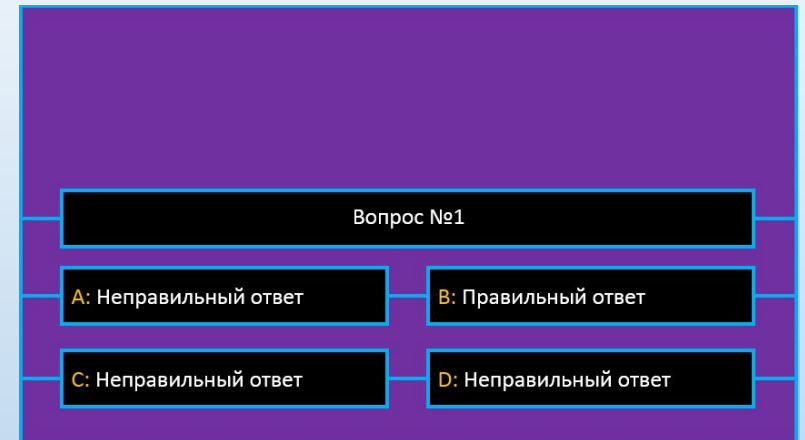 Вопрос №1
A: Неправильный ответ
B: Правильный ответ
C: Неправильный ответ
D: Неправильный ответ